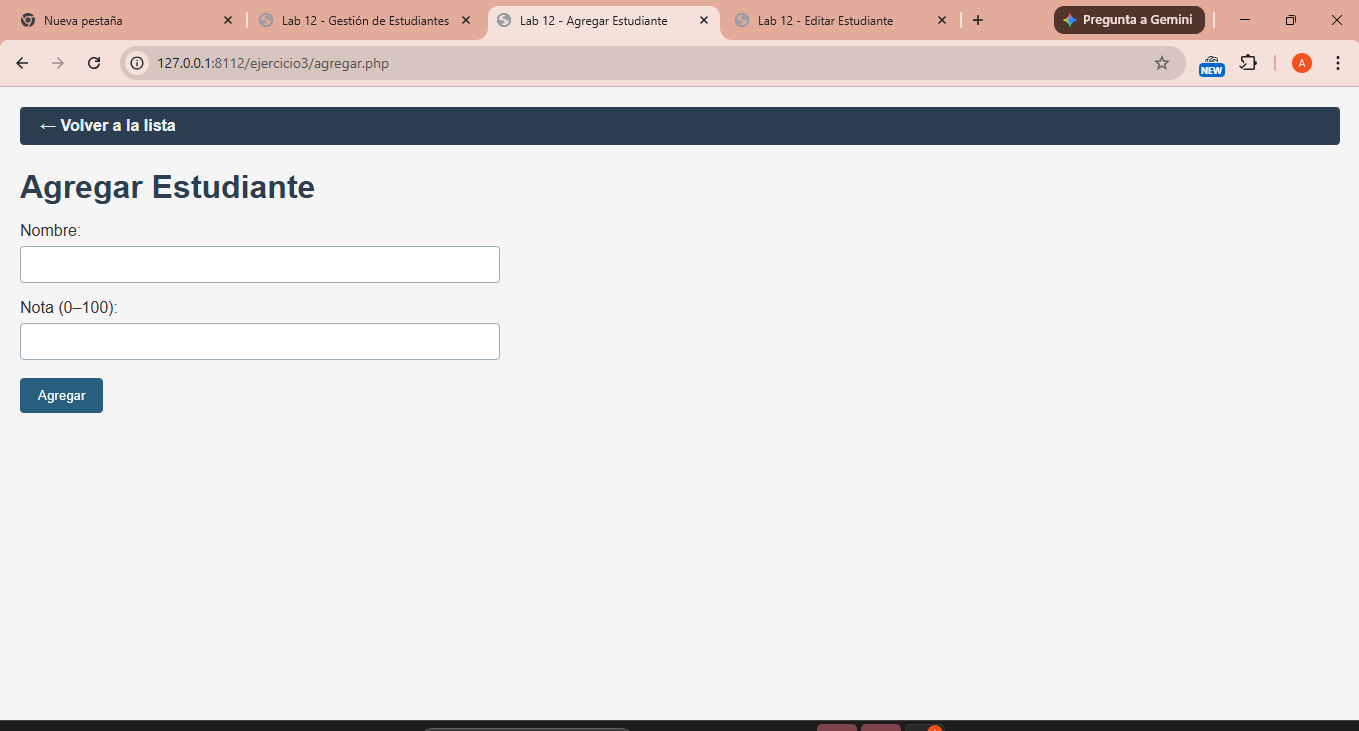 Nueva pestaña
Lab 12 - Gestión de Estudiantes
Lab 12 - Agregar Estudiante
Lab 12 - Editar Estudiante
Pregunta a Gemini
127.0.0.1:8112/ejercicio3/agregar.php
NEW
A
← Volver a la lista
Agregar Estudiante
Nombre:
Nota (0–100):
Agregar